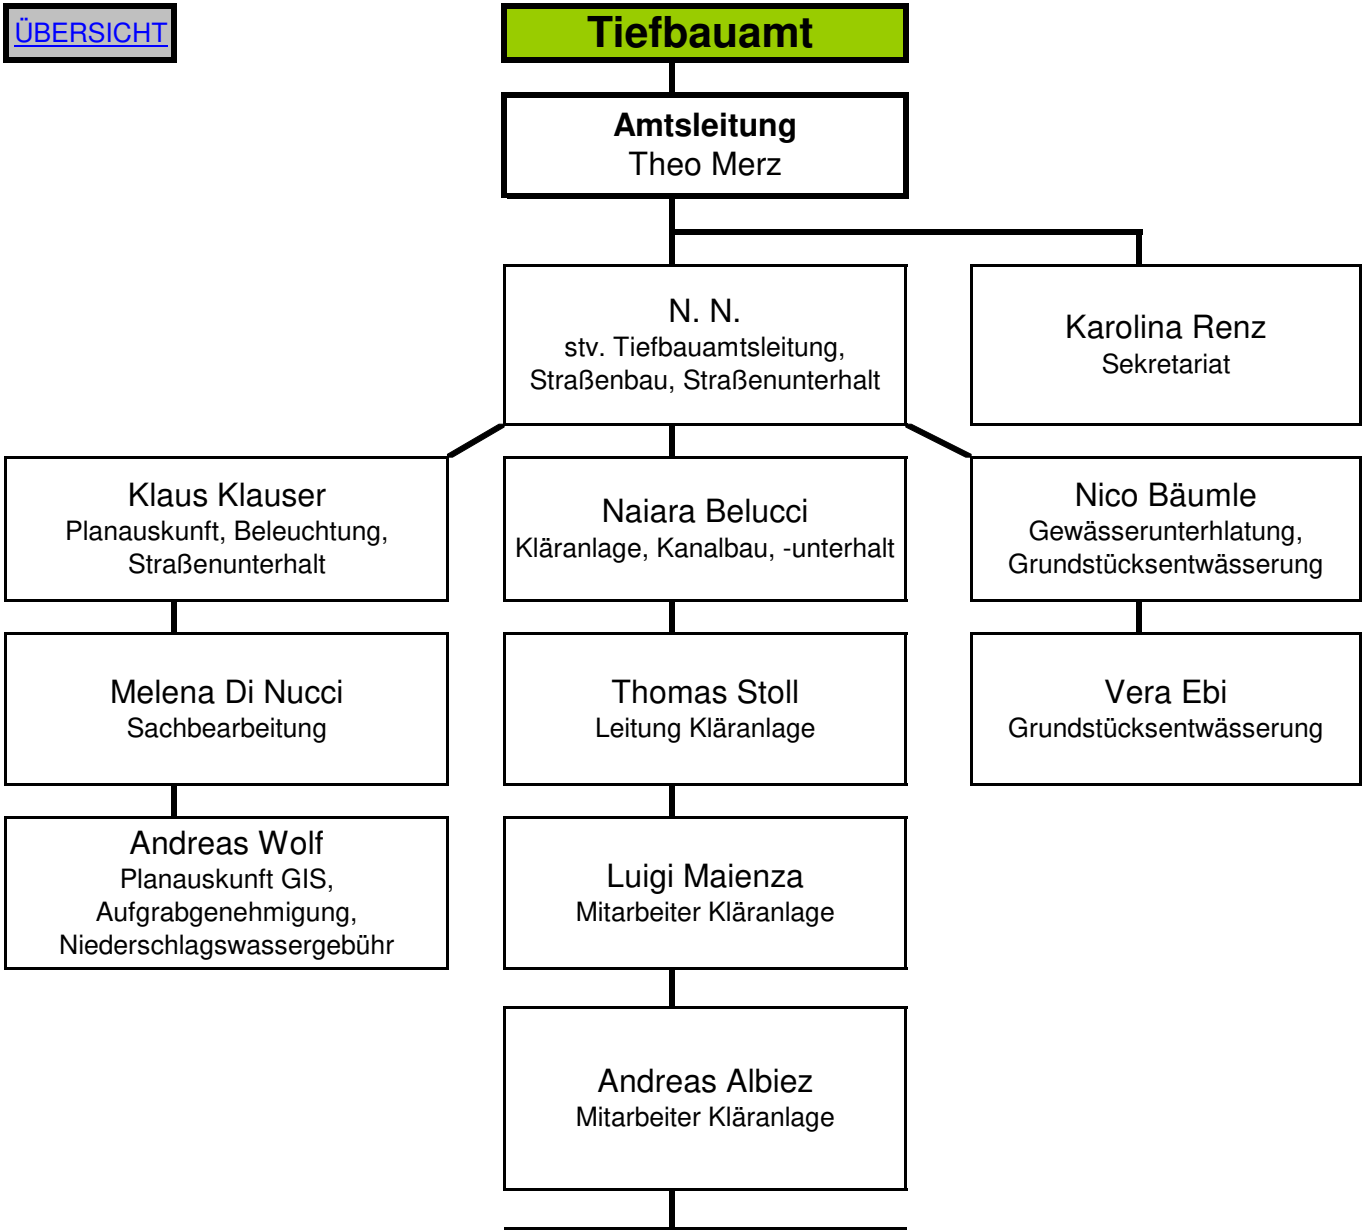 ÜBERSICHT
Tiefbauamt
Amtsleitung
Theo Merz
N. N.
stv. Tiefbauamtsleitung,
Straßenbau, Straßenunterhalt
Karolina Renz
Sekretariat
Klaus Klauser
Planauskunft, Beleuchtung,
Straßenunterhalt
Naiara Belucci
Kläranlage, Kanalbau, -unterhalt
Nico Bäumle
Gewässerunterhlatung,
Grundstücksentwässerung
Melena Di Nucci
Sachbearbeitung
Thomas Stoll
Leitung Kläranlage
Vera Ebi
Grundstücksentwässerung
Andreas Wolf
Planauskunft GIS,
Aufgrabgenehmigung,
Niederschlagswassergebühr
Luigi Maienza
Mitarbeiter Kläranlage
Andreas Albiez
Mitarbeiter Kläranlage